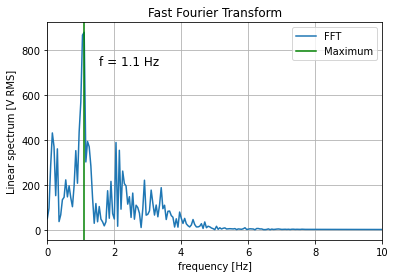 Fast Fourier Transform
Linear spectrum [V RMS]
800
600
400
200
0
f = 1.1 Hz
FFT
Maximum
0
2
4
6
8
10
frequency [Hz]